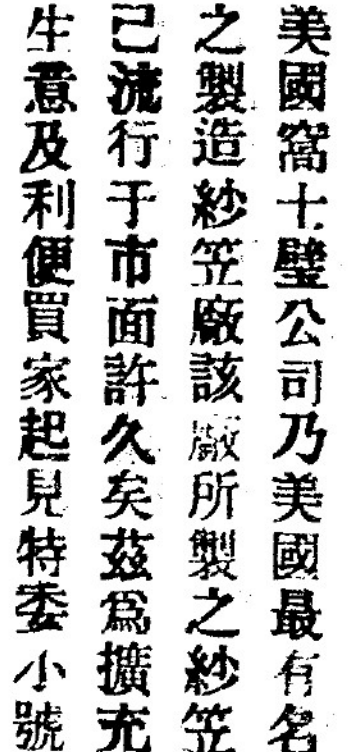 美國窩士璧公司乃美國最有名
之製造紗笠廠該廠所製之紗笠
己流行于市面許久矣茲爲擴充
生意及利便買家起見特委小號